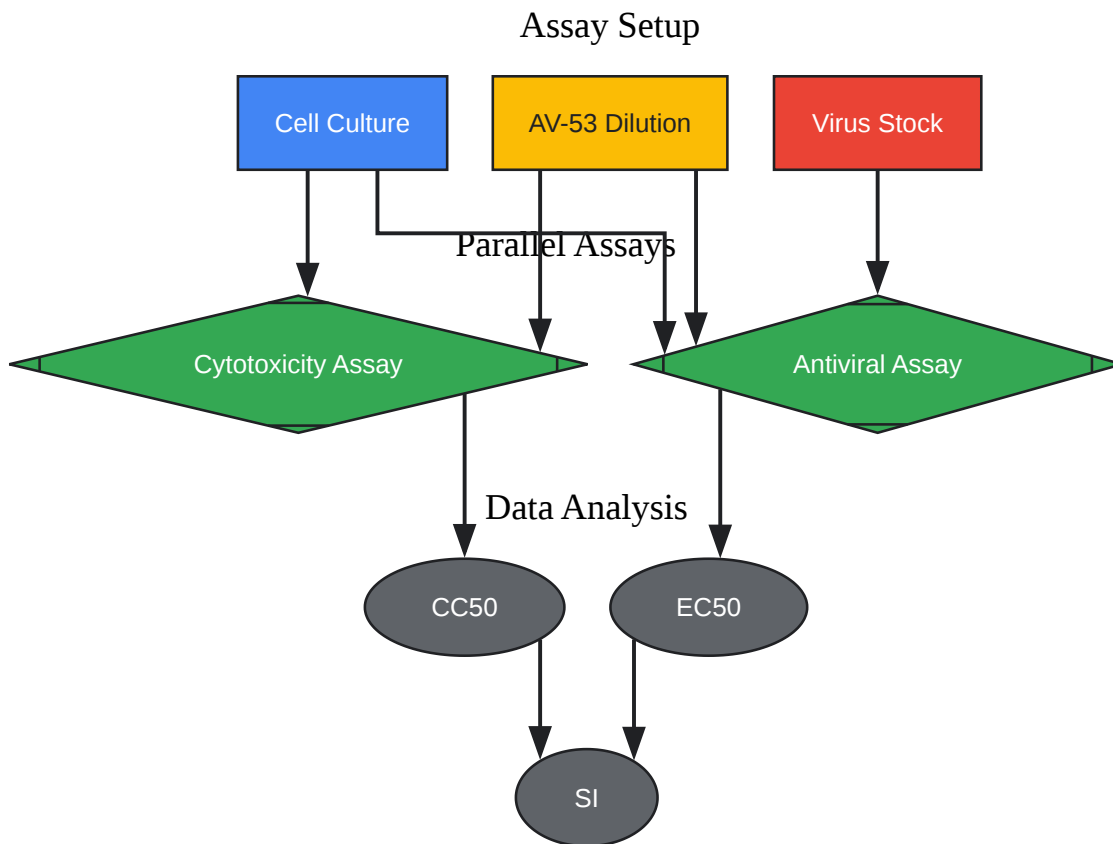 Assay Setup
Cell Culture
AV-53 Dilution
Virus Stock
Parallel Assays
Cytotoxicity Assay
Antiviral Assay
Data Analysis
CC50
EC50
SI